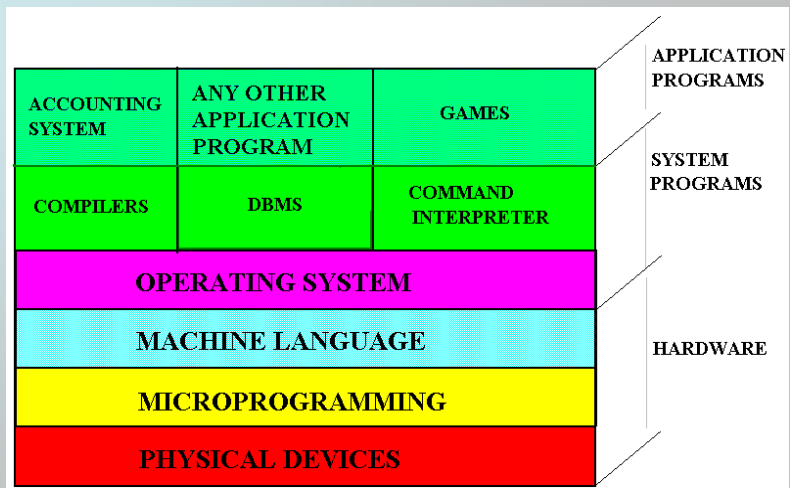 APPLICATION
PROGRAMS
ACCOUNTING
SYSTEM
ANY OTHER
APPLICATION
PROGRAM
GAMES
SYSTEM
PROGRAMS
COMPILERS
DBMS
COMMAND
INTERPRETER
OPERATING SYSTEM
MACHINE LANGUAGE
HARDWARE
MICROPROGRAMMING
PHYSICAL DEVICES